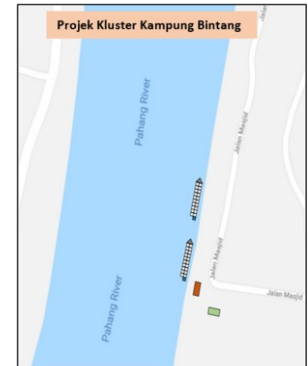 Projek Kluster Kampung Bintang
Pahang River
Jalan Masjid
Jalan Masjid
Jalan Masjid
Pahang River